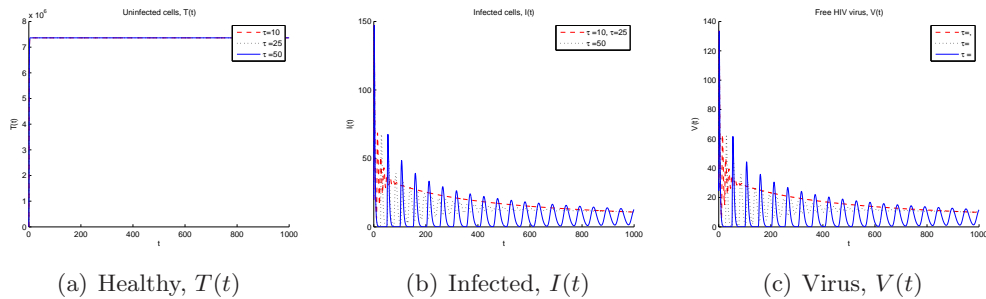 Uninfected cells, T(t)
x 10^6
8
7
6
5
4
3
2
1
0
T(t)
0 200 400 600 800 1000
t
τ=10
τ=25
τ=50
(a) Healthy, T(t)
Infected cells, I(t)
150
100
50
0
I(t)
0 200 400 600 800 1000
t
τ=10, τ=25
τ=50
(b) Infected, I(t)
Free HIV virus, V(t)
140
120
100
80
60
40
20
0
V(t)
0 200 400 600 800 1000
t
τ=,
τ=
τ =
(c) Virus, V(t)